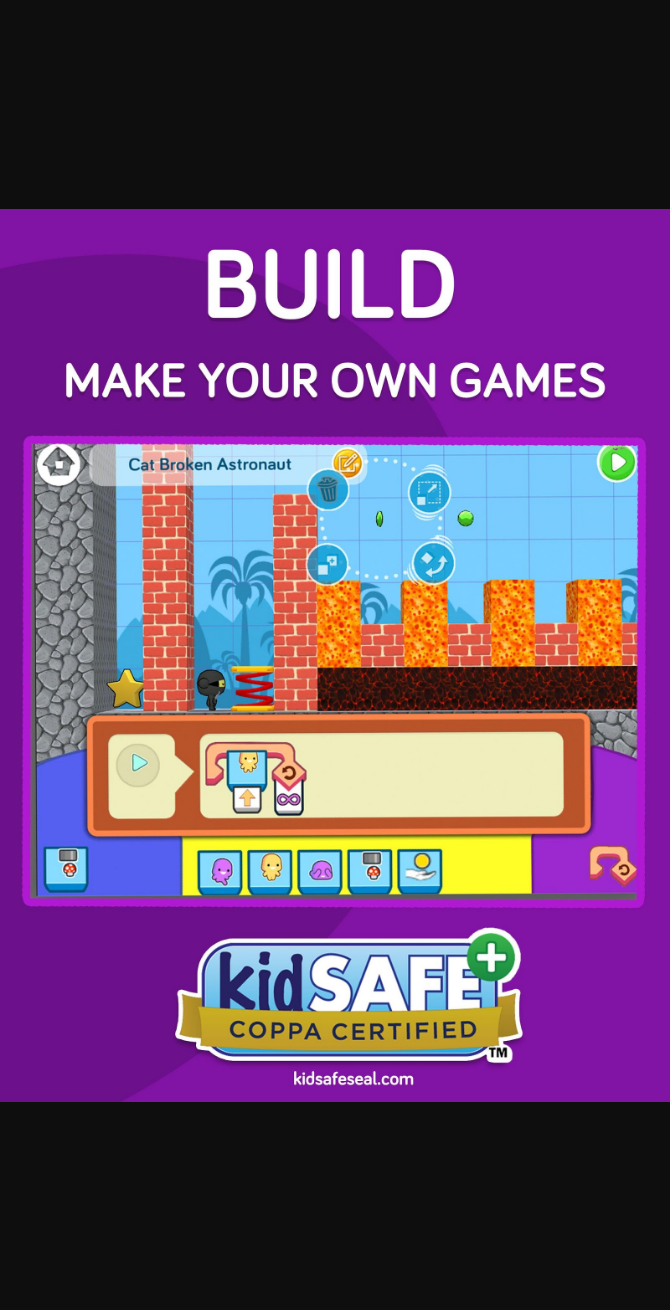 BUILD
MAKE YOUR OWN GAMES
Cat Broken Astronaut
kidSAFE+
COPPA CERTIFIED
TM
kidsafeseal.com